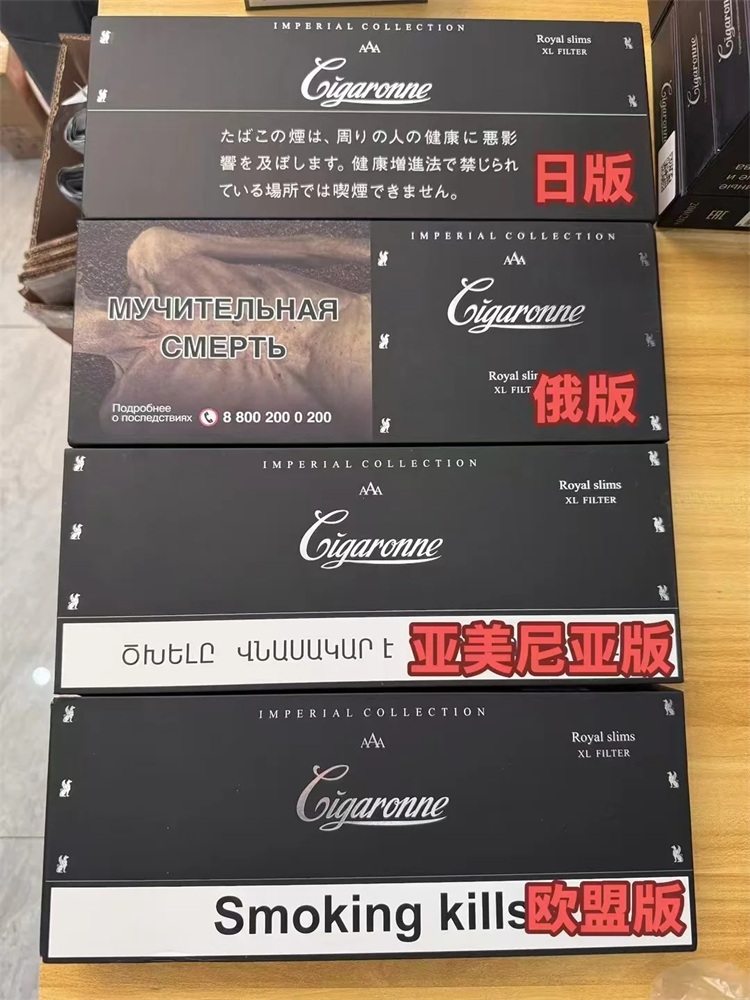 IMPERIAL COLLECTION
Royal slims
XL FILTER
AAA
Cigaronne
たばこの煙は、周りの人の健康に悪影
響を及ぼします。健康増進法で禁じられ
ている場所では喫煙できません。
日版
IMPERIAL COLLECTION
AAA
Cigaronne
МУЧИТЕЛЬНАЯ
СМЕРТЬ
Royal slim
XL FILT
俄版
Подробнее
о последствиях
8 800 200 0 200
IMPERIAL COLLECTION
Royal slims
XL FILTER
AAA
Cigaronne
ԾԽԵԼԸ ՎՆԱՍԱԿԱՐ է
亚美尼亚版
IMPERIAL COLLECTION
Royal slims
XL FILTER
AAA
Cigaronne
Smoking kills
欧盟版